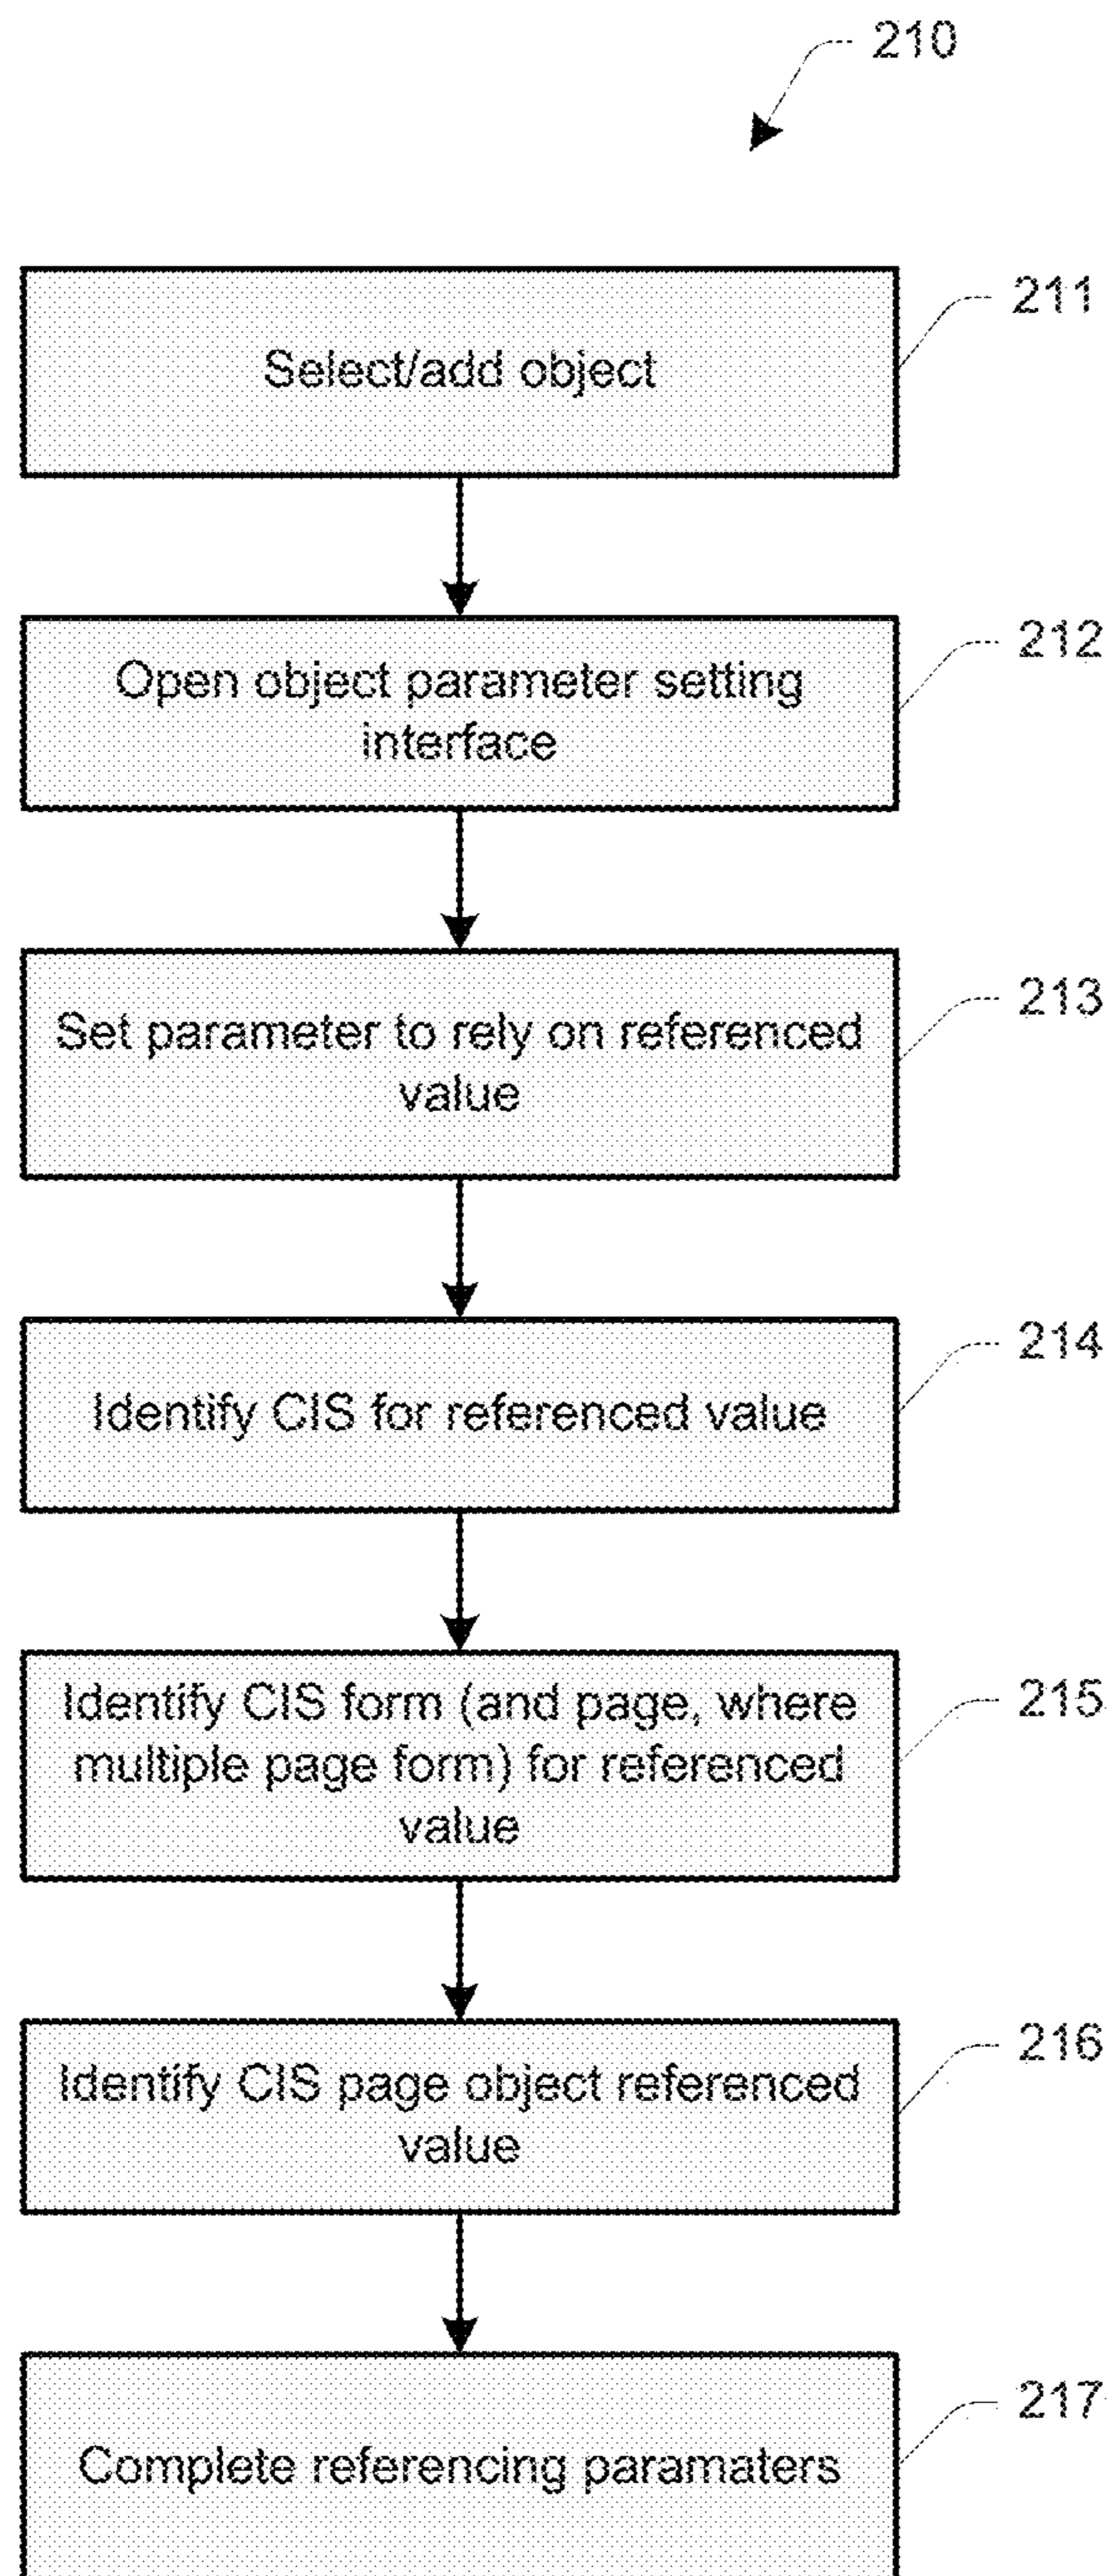 210
Select/add object
211
Open object parameter setting
interface
212
Set parameter to rely on referenced
value
213
Identify CIS for referenced value
214
Identify CIS form (and page, where
multiple page form) for referenced
value
215
Identify CIS page object referenced
value
216
Complete referencing paramaters
217